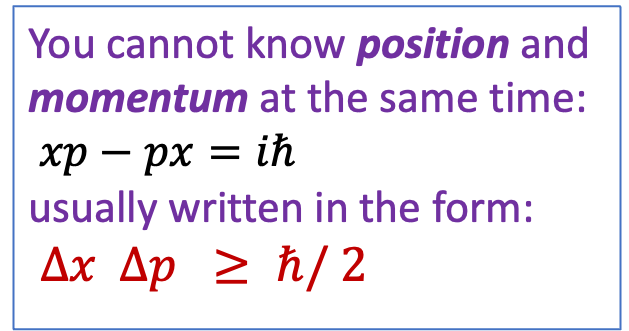 You cannot know position and
momentum at the same time:
xp − px = iħ
usually written in the form:
Δx Δp ≥ ħ/ 2